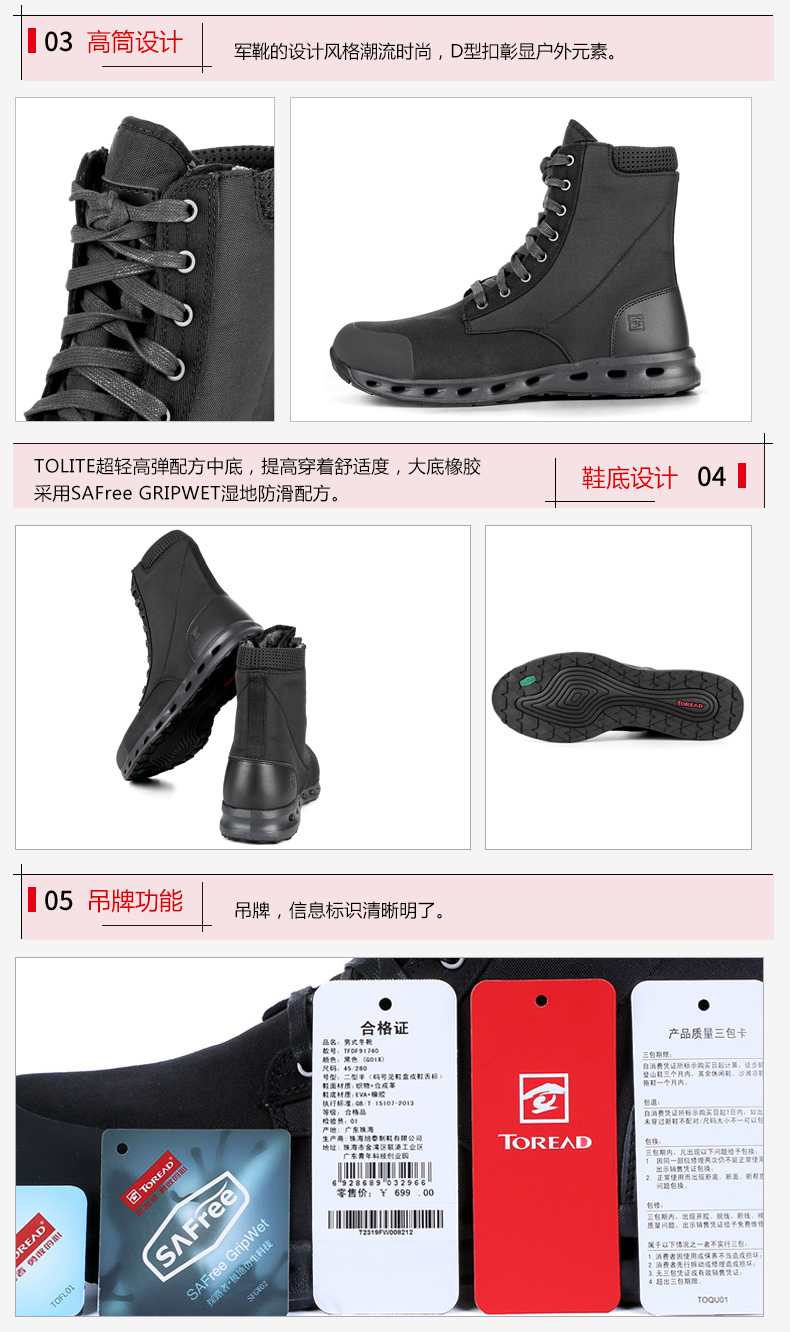 03 高筒设计
军靴的设计风格潮流时尚，D型扣彰显户外元素。
TOLITE超轻高弹配方中底，提高穿着舒适度，大底橡胶
采用SAFree GRIPWET湿地防滑配方。
鞋底设计 04
TOREAD
05 吊牌功能
吊牌，信息标识清晰明了。
TOREAD
勇敢的心
TOFL01
TOREAD
勇敢的心
SAFree
SAFree GripWet
探路者·湿地仿生科技
SFGW02
合格证
品名：男式冬靴
款号：TFDF91740
颜色：黑色（G01X）
尺码：45-280
号型：二型半（码号见鞋盒或鞋舌标）
鞋面材质：织物+合成革
鞋底材质：EVA+橡胶
执行标准：GB/T 15107-2013
等级：合格品
检验员：01
产地：广东珠海
生产商：珠海旭泰制鞋有限公司
地址：珠海市金湾区联港工业区
广东青年科技创业园
6 928689 032966
零售价：￥ 699 .00
T2319FW008212
TOREAD
产品质量三包卡
三包期限：
自消费凭证所标示购买日起计算，徒步鞋
登山鞋三个月内，其余休闲鞋、沙滩凉鞋
拖鞋一个月内。
包退：
自消费凭证所标示购买日起7日内，如出
未穿过新鞋不配对/尺码大小不一可以包
包换：
三包期内，凡出现以下问题给予包换：
1. 因同一部位修理两次仍不能正常使用
出示销售凭证包换；
2. 正常使用而出现断底、断面、断帮
问题包换。
包修：
三包期内，出现开胶、脱线、断线、
质量问题，出示销售凭证给予免费维修
属于以下情况之一者不实行三包：
1. 消费者因使用或保养不当造成损坏；
2. 消费者先行拆动或修理造成损坏；
3. 无三包凭证或有效销售凭证；
4. 超出三包期限。
TOQU01